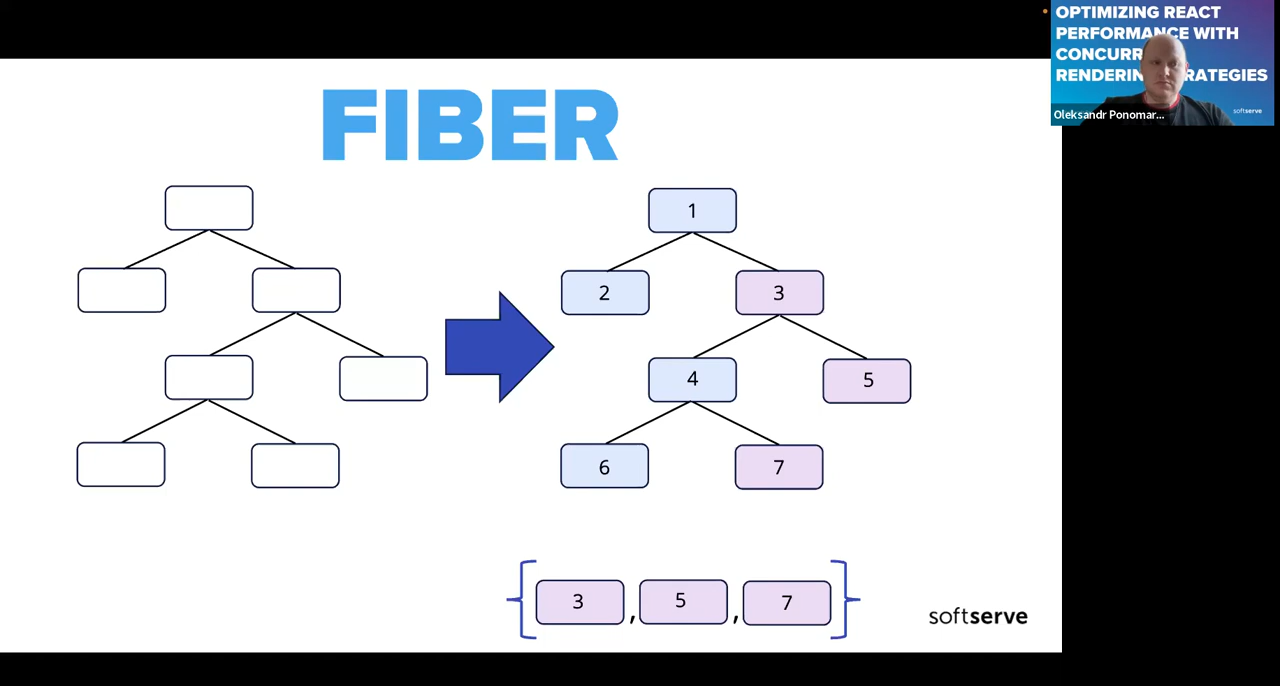 OPTIMIZING REACT
PERFORMANCE WITH
CONCURR
RENDERIN RATEGIES
softserve
Oleksandr Ponomar...
FIBER
1
2
3
4
5
6
7
3 , 5 , 7
softserve